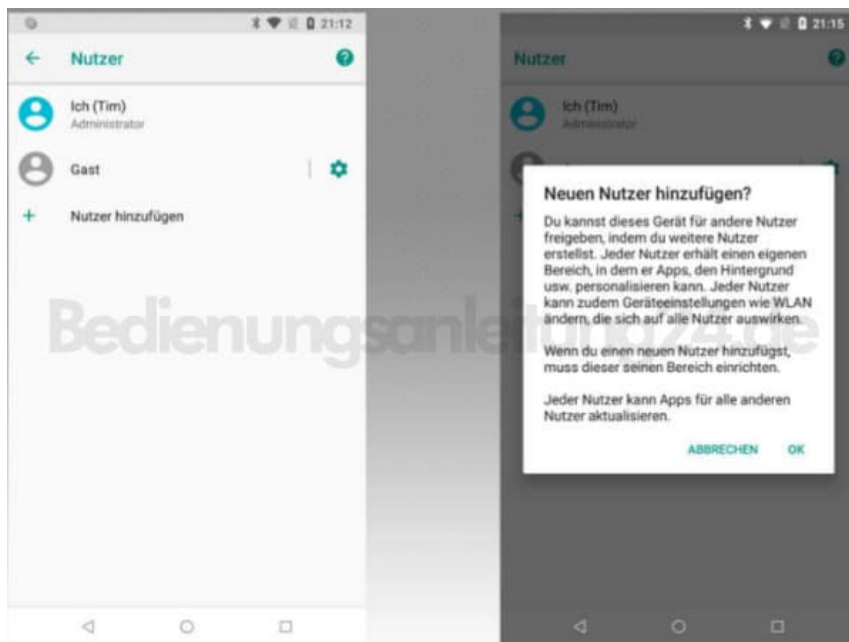 21:12
Nutzer
Ich (Tim)
Administrator
Gast
Nutzer hinzufügen
21:15
Nutzer
Ich (Tim)
Administrator
Neuen Nutzer hinzufügen?
Du kannst dieses Gerät für andere Nutzer
freigeben, indem du weitere Nutzer
erstellst. Jeder Nutzer erhält einen eigenen
Bereich, in dem er Apps, den Hintergrund
usw. personalisieren kann. Jeder Nutzer
kann zudem Geräteeinstellungen wie WLAN
ändern, die sich auf alle Nutzer auswirken.
Wenn du einen neuen Nutzer hinzufügst,
muss dieser seinen Bereich einrichten.
Jeder Nutzer kann Apps für alle anderen
Nutzer aktualisieren.
ABBRECHEN OK
Bedienungsanleitung24.de